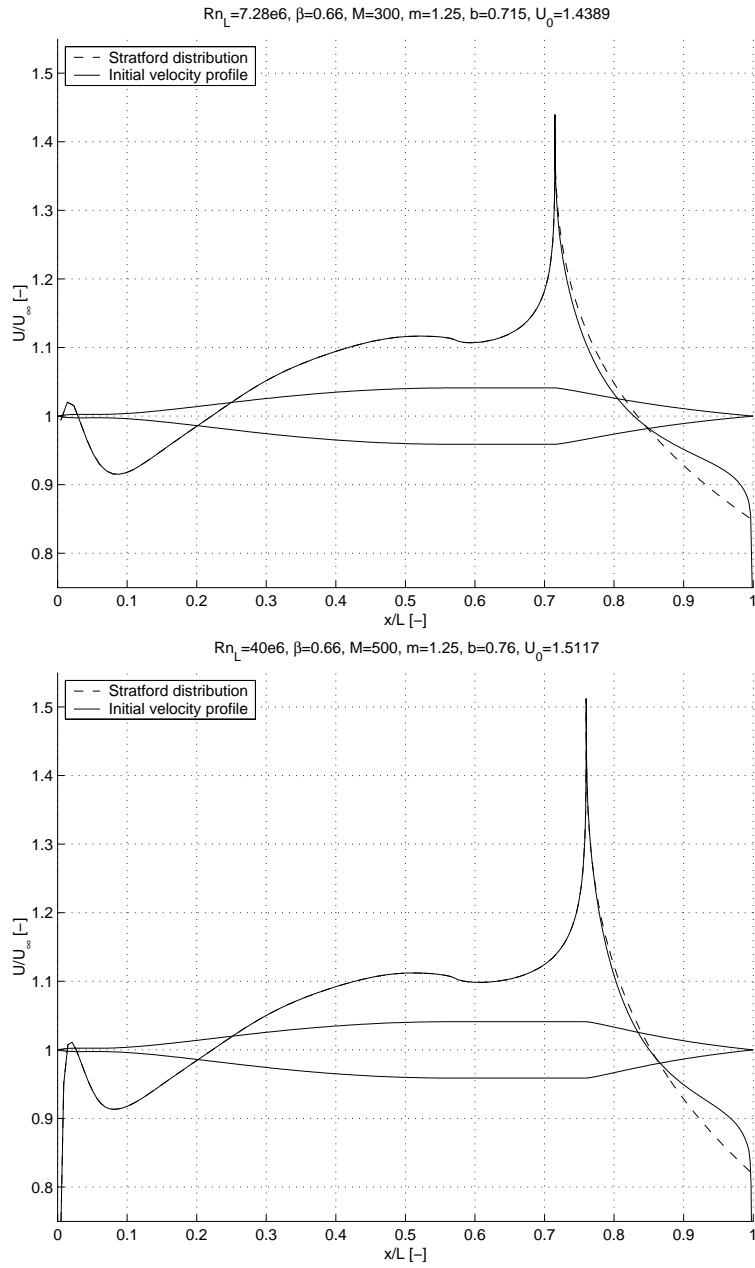 Rn_L=7.28e6, β=0.66, M=300, m=1.25, b=0.715, U_0=1.4389
Stratford distribution
Initial velocity profile
1.5
1.4
1.3
1.2
1.1
1
0.9
0.8
U/U_∞ [−]
0 0.1 0.2 0.3 0.4 0.5 0.6 0.7 0.8 0.9 1
x/L [−]
Rn_L=40e6, β=0.66, M=500, m=1.25, b=0.76, U_0=1.5117
Stratford distribution
Initial velocity profile
1.5
1.4
1.3
1.2
1.1
1
0.9
0.8
U/U_∞ [−]
0 0.1 0.2 0.3 0.4 0.5 0.6 0.7 0.8 0.9 1
x/L [−]